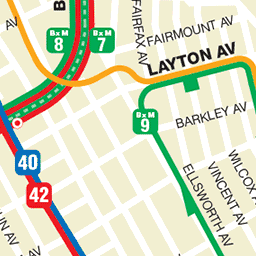 B
BxM
8
BxM
7
FAIRFAX AV
FAIRMOUNT AV
LAYTON AV
BxM
9
BARKLEY AV
40
42
WILCOX
VINCENT AV
ELLSWORTH AV
UN AV